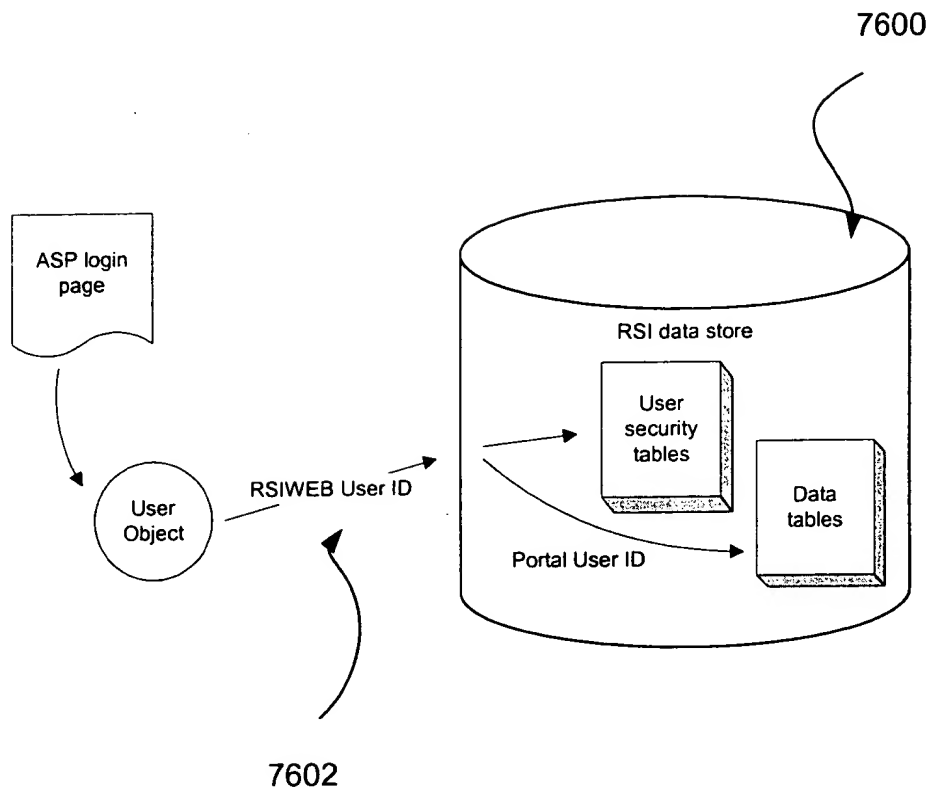 7600
ASP login
page
RSI data store
User
security
tables
RSIWEB User ID
User
Object
Data
tables
Portal User ID
7602